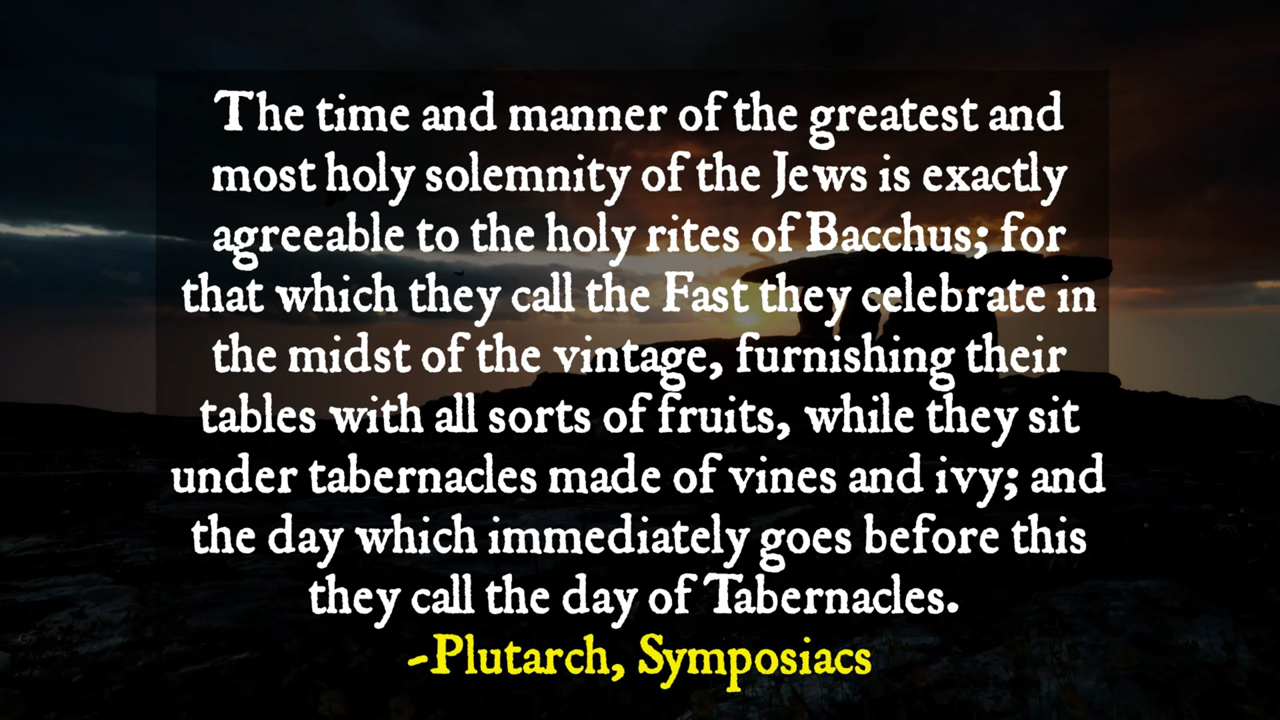 The time and manner of the greatest and
most holy solemnity of the Jews is exactly
agreeable to the holy rites of Bacchus; for
that which they call the Fast they celebrate in
the midst of the vintage, furnishing their
tables with all sorts of fruits, while they sit
under tabernacles made of vines and ivy; and
the day which immediately goes before this
they call the day of Tabernacles.
-Plutarch, Symposiacs